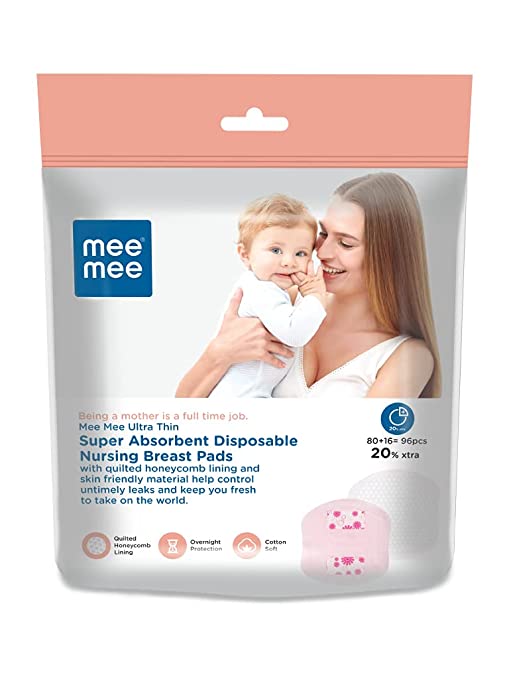 mee®
mee
Being a mother is a full time job.
Mee Mee Ultra Thin
Super Absorbent Disposable
Nursing Breast Pads
with quilted honeycomb lining and
skin friendly material help control
untimely leaks and keep you fresh
to take on the world.
20% xtra
80+16= 96pcs
20% xtra
Quilted
Honeycomb
Lining
Overnight
Protection
Cotton
Soft